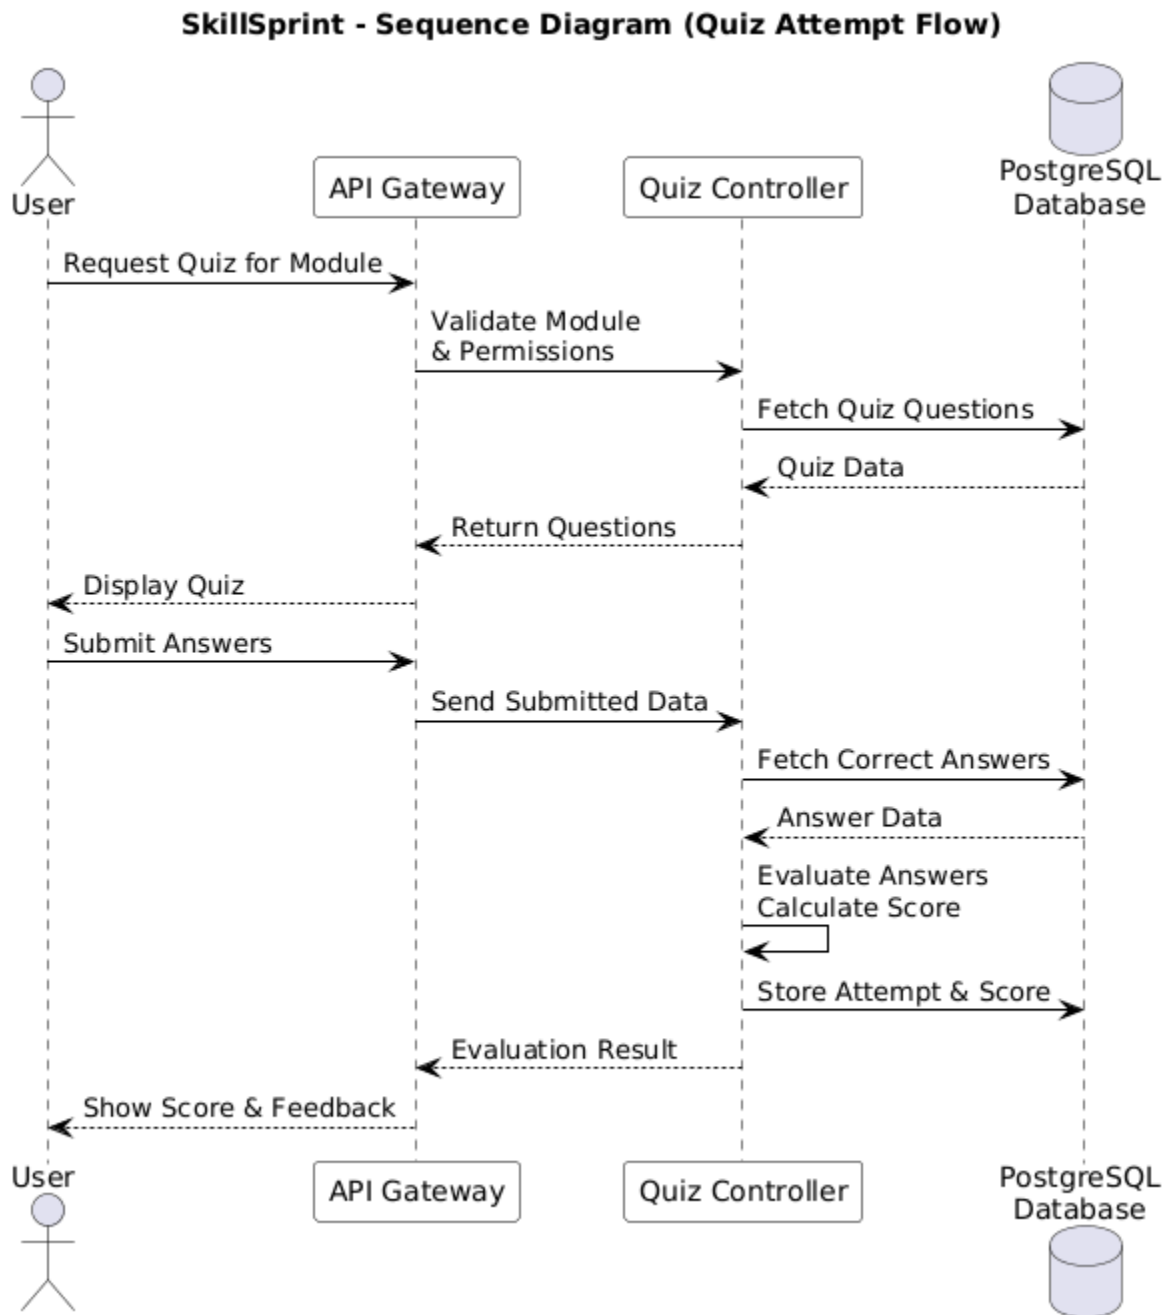 SkillSprint - Sequence Diagram (Quiz Attempt Flow)
User
API Gateway
Quiz Controller
PostgreSQL
Database
Request Quiz for Module
Validate Module
& Permissions
Fetch Quiz Questions
Quiz Data
Return Questions
Display Quiz
Submit Answers
Send Submitted Data
Fetch Correct Answers
Answer Data
Evaluate Answers
Calculate Score
Store Attempt & Score
Evaluation Result
Show Score & Feedback
User
API Gateway
Quiz Controller
PostgreSQL
Database